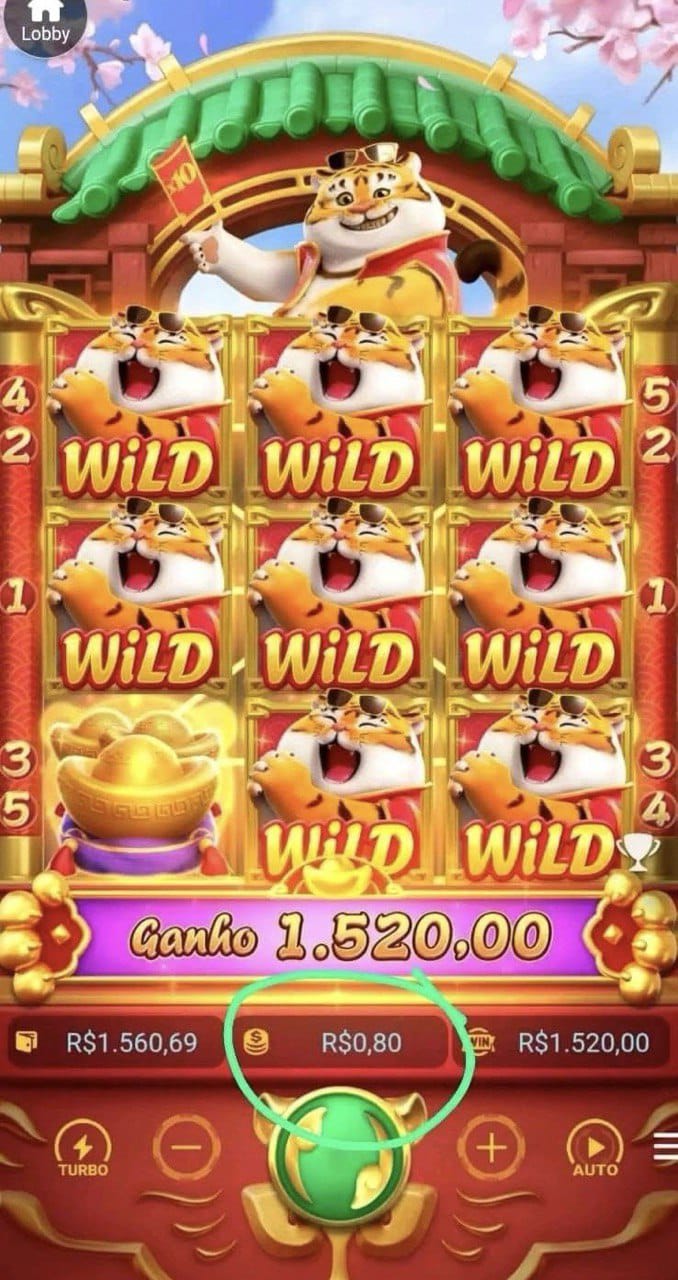 Lobby
x10
4
5
2
2
WiLD WiLD WiLD
1
1
WiLD WiLD WiLD
3
3
5
4
WiLD WiLD
Ganho 1.520,00
R$1.560,69
R$0,80
WIN
R$1.520,00
TURBO
AUTO